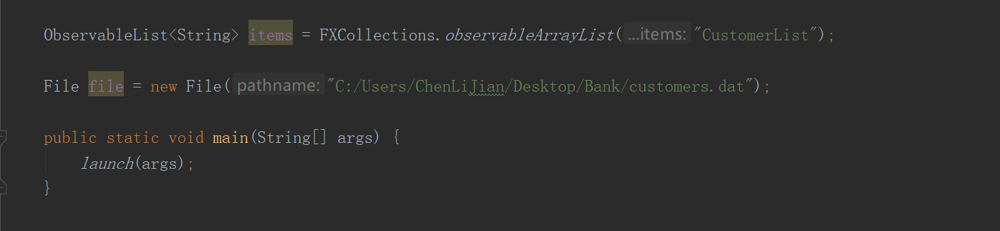 ObservableList<String> items = FXCollections.observableArrayList( ...items: "CustomerList");
File file = new File( pathname: "C:/Users/ChenLiJian/Desktop/Bank/customers.dat");
public static void main(String[] args) {
launch(args);
}